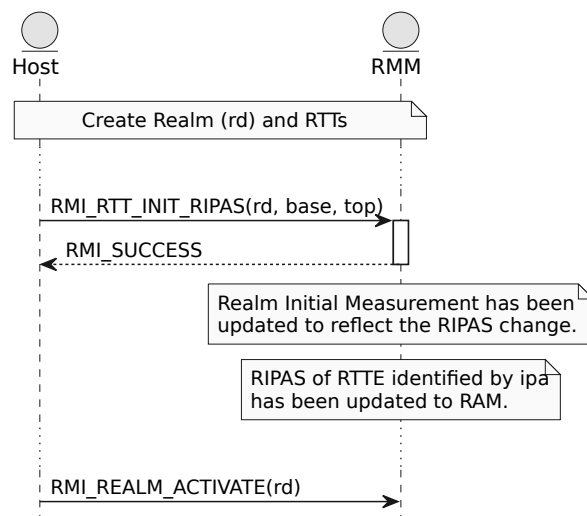 Host
RMM
Create Realm (rd) and RTTs
RMI_RTT_INIT_RIPAS(rd, base, top)
RMI_SUCCESS
Realm Initial Measurement has been
updated to reflect the RIPAS change.
RIPAS of RTTE identified by ipa
has been updated to RAM.
RMI_REALM_ACTIVATE(rd)